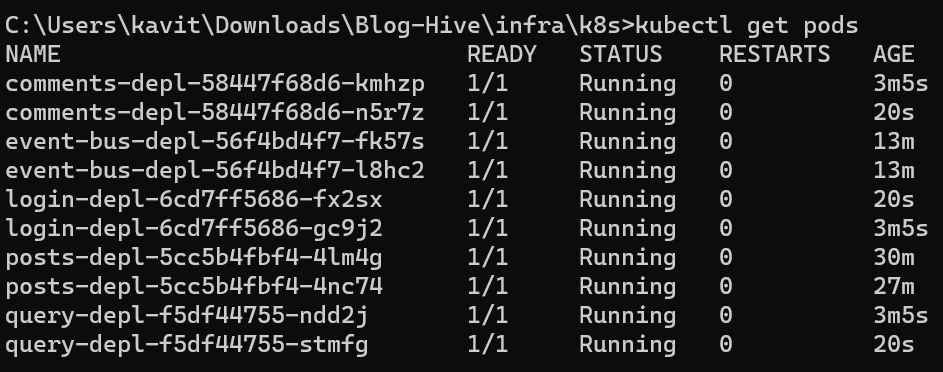 C:\Users\kavit\Downloads\Blog-Hive\infra\k8s>kubectl get pods
NAME READY STATUS RESTARTS AGE
comments-depl-58447f68d6-kmhzp 1/1 Running 0 3m5s
comments-depl-58447f68d6-n5r7z 1/1 Running 0 20s
event-bus-depl-56f4bd4f7-fk57s 1/1 Running 0 13m
event-bus-depl-56f4bd4f7-l8hc2 1/1 Running 0 13m
login-depl-6cd7ff5686-fx2sx 1/1 Running 0 20s
login-depl-6cd7ff5686-gc9j2 1/1 Running 0 3m5s
posts-depl-5cc5b4fbf4-4lm4g 1/1 Running 0 30m
posts-depl-5cc5b4fbf4-4nc74 1/1 Running 0 27m
query-depl-f5df44755-ndd2j 1/1 Running 0 3m5s
query-depl-f5df44755-stmfg 1/1 Running 0 20s